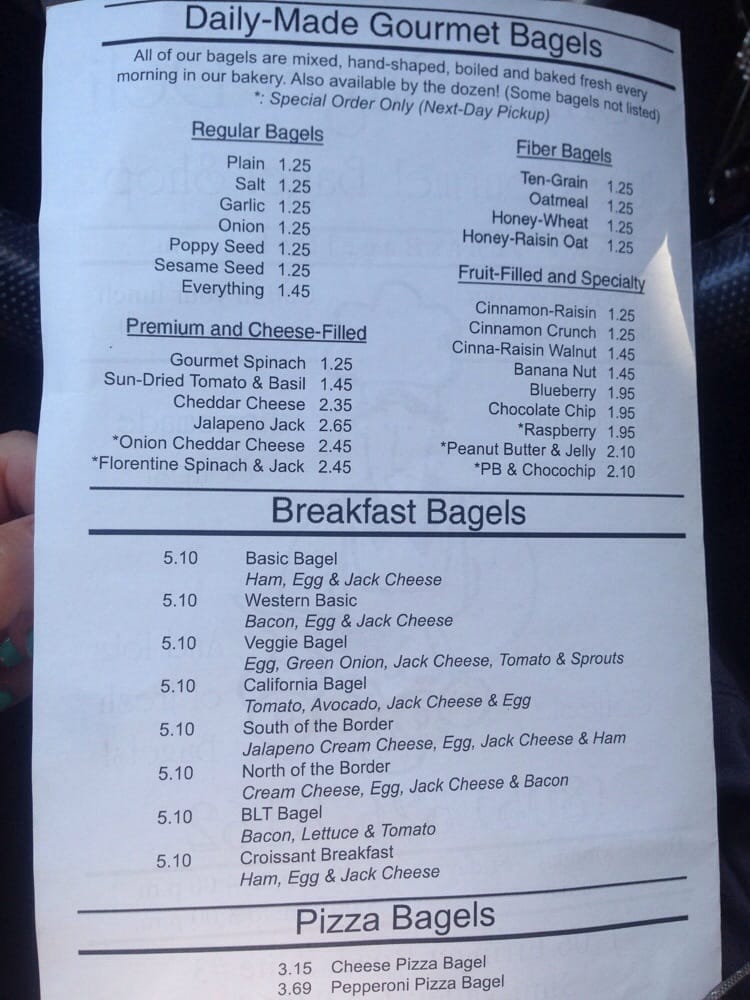 Daily-Made Gourmet Bagels
All of our bagels are mixed, hand-shaped, boiled and baked fresh every
morning in our bakery. Also available by the dozen! (Some bagels not listed)
*: Special Order Only (Next-Day Pickup)
Regular Bagels
Plain 1.25
Salt 1.25
Garlic 1.25
Onion 1.25
Poppy Seed 1.25
Sesame Seed 1.25
Everything 1.45
Premium and Cheese-Filled
Gourmet Spinach 1.25
Sun-Dried Tomato & Basil 1.45
Cheddar Cheese 2.35
Jalapeno Jack 2.65
*Onion Cheddar Cheese 2.45
*Florentine Spinach & Jack 2.45
Fiber Bagels
Ten-Grain 1.25
Oatmeal 1.25
Honey-Wheat 1.25
Honey-Raisin Oat 1.25
Fruit-Filled and Specialty
Cinnamon-Raisin 1.25
Cinnamon Crunch 1.25
Cinna-Raisin Walnut 1.45
Banana Nut 1.45
Blueberry 1.95
Chocolate Chip 1.95
*Raspberry 1.95
*Peanut Butter & Jelly 2.10
*PB & Chocochip 2.10
Breakfast Bagels
5.10 Basic Bagel
Ham, Egg & Jack Cheese
5.10 Western Basic
Bacon, Egg & Jack Cheese
5.10 Veggie Bagel
Egg, Green Onion, Jack Cheese, Tomato & Sprouts
5.10 California Bagel
Tomato, Avocado, Jack Cheese & Egg
5.10 South of the Border
Jalapeno Cream Cheese, Egg, Jack Cheese & Ham
5.10 North of the Border
Cream Cheese, Egg, Jack Cheese & Bacon
5.10 BLT Bagel
Bacon, Lettuce & Tomato
5.10 Croissant Breakfast
Ham, Egg & Jack Cheese
Pizza Bagels
3.15 Cheese Pizza Bagel
3.69 Pepperoni Pizza Bagel